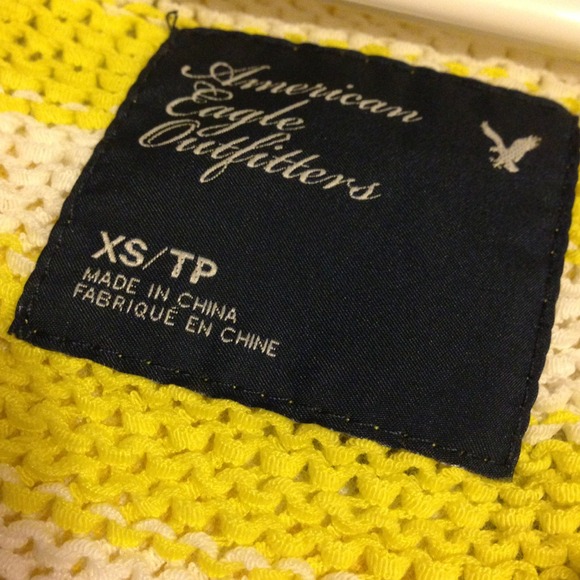 American
Eagle
Outfitters
XS/TP
MADE IN CHINA
FABRIQUÉ EN CHINE